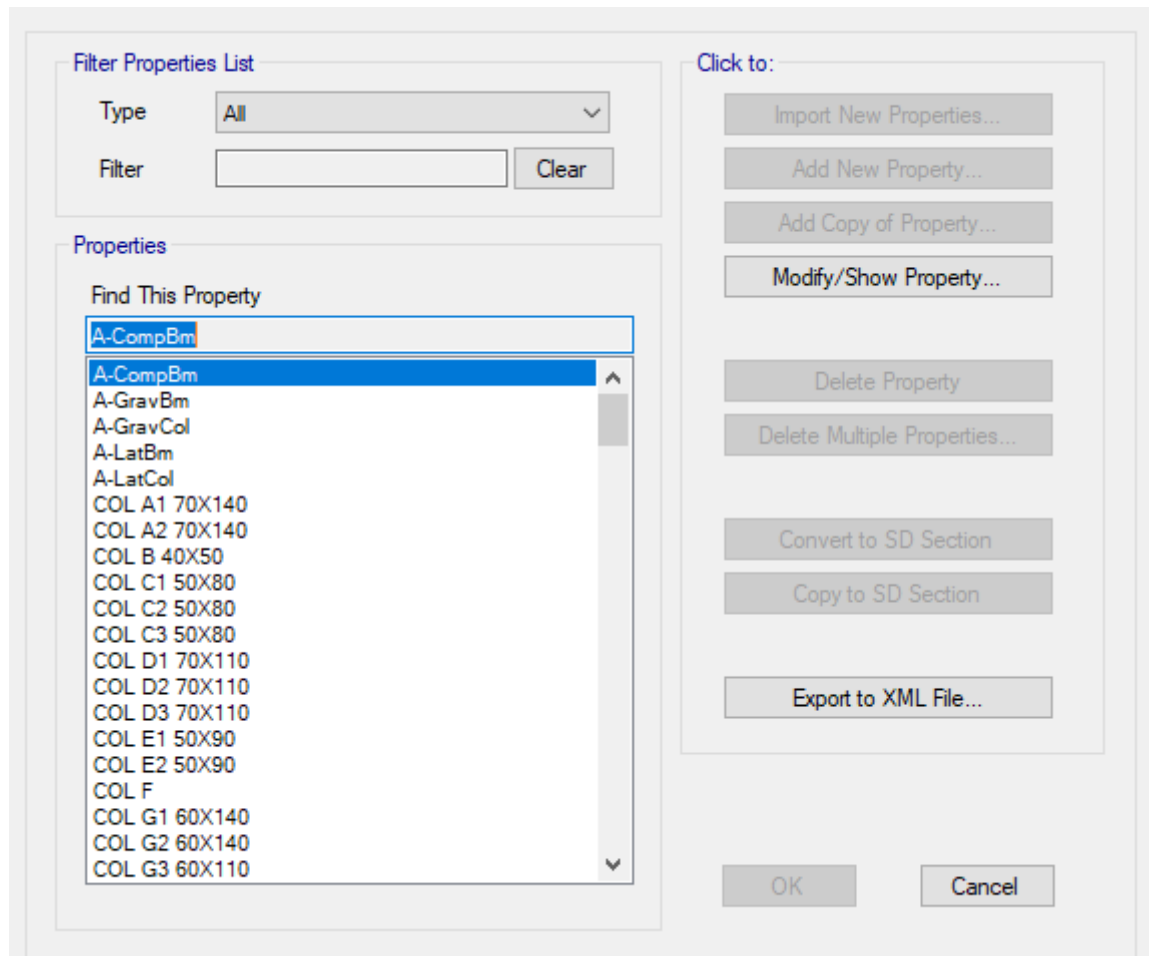 Filter Properties List
Type
All
Filter
Clear
Properties
Find This Property
A-CompBm
A-CompBm
A-GravBm
A-GravCol
A-LatBm
A-LatCol
COL A1 70X140
COL A2 70X140
COL B 40X50
COL C1 50X80
COL C2 50X80
COL C3 50X80
COL D1 70X110
COL D2 70X110
COL D3 70X110
COL E1 50X90
COL E2 50X90
COL F
COL G1 60X140
COL G2 60X140
COL G3 60X110
Click to:
Import New Properties...
Add New Property...
Add Copy of Property...
Modify/Show Property...
Delete Property
Delete Multiple Properties...
Convert to SD Section
Copy to SD Section
Export to XML File...
OK
Cancel